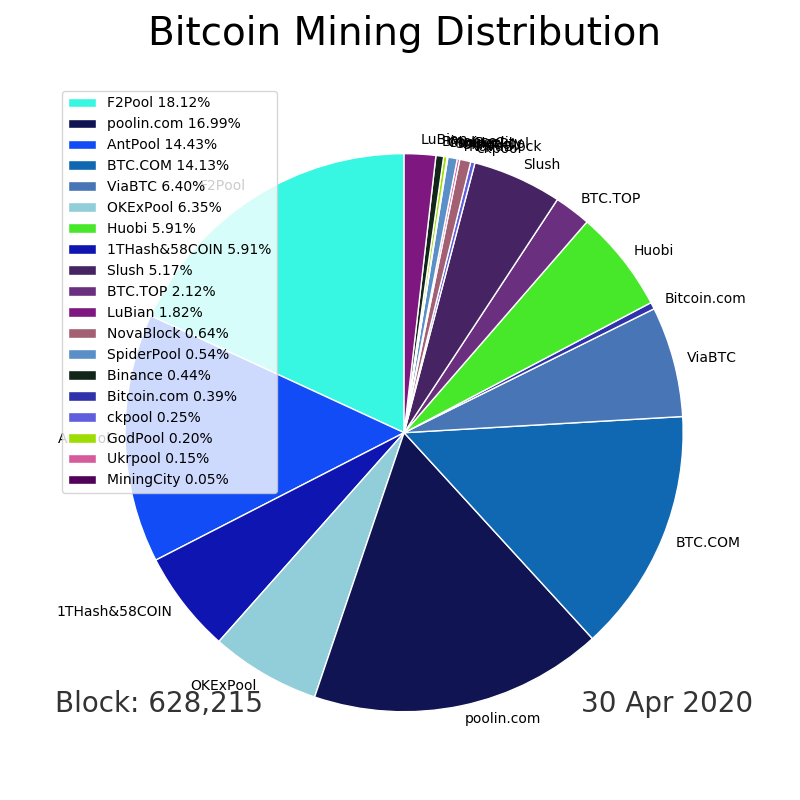 Bitcoin Mining Distribution
F2Pool 18.12%
poolin.com 16.99%
AntPool 14.43%
BTC.COM 14.13%
ViaBTC 6.40%
OKExPool 6.35%
Huobi 5.91%
1THash&58COIN 5.91%
Slush 5.17%
BTC.TOP 2.12%
LuBian 1.82%
NovaBlock 0.64%
SpiderPool 0.54%
Binance 0.44%
Bitcoin.com 0.39%
ckpool 0.25%
GodPool 0.20%
Ukrpool 0.15%
MiningCity 0.05%
F2Pool
LuBian
ckpool
Slush
BTC.TOP
Huobi
Bitcoin.com
ViaBTC
BTC.COM
poolin.com
OKExPool
1THash&58COIN
Block: 628,215
30 Apr 2020